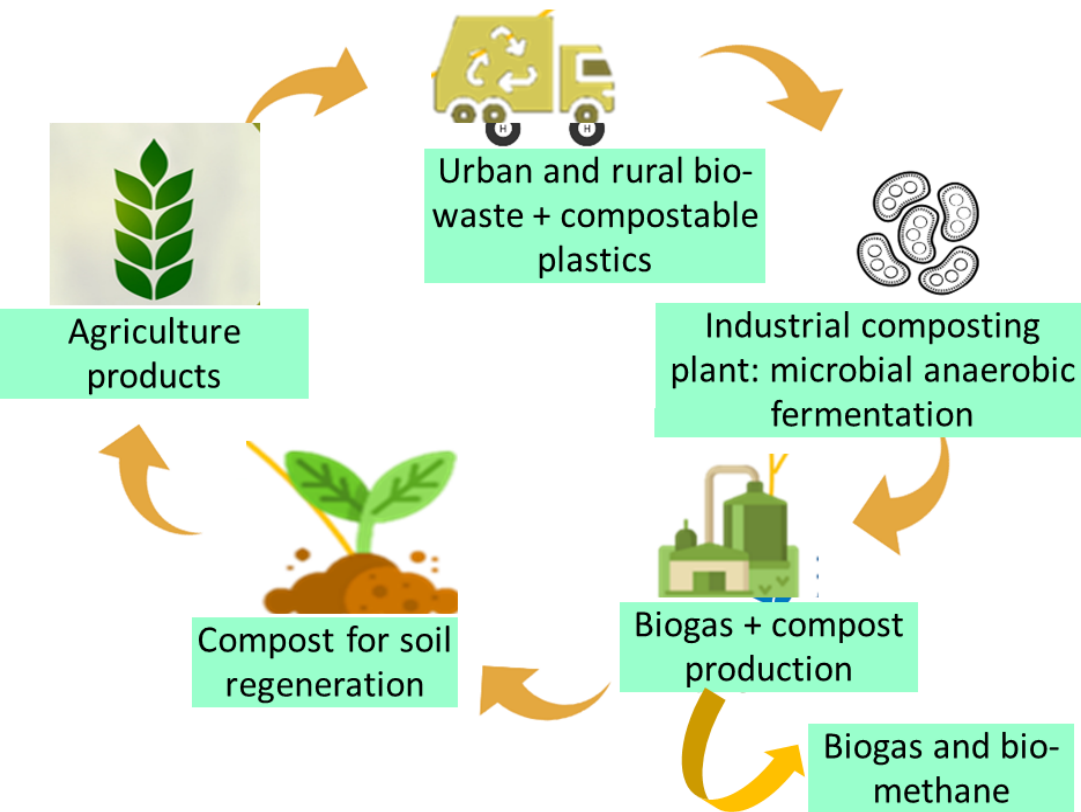 Urban and rural bio-
waste + compostable
plastics
Industrial composting
plant: microbial anaerobic
fermentation
Biogas + compost
production
Biogas and bio-
methane
Compost for soil
regeneration
Agriculture
products
H
H